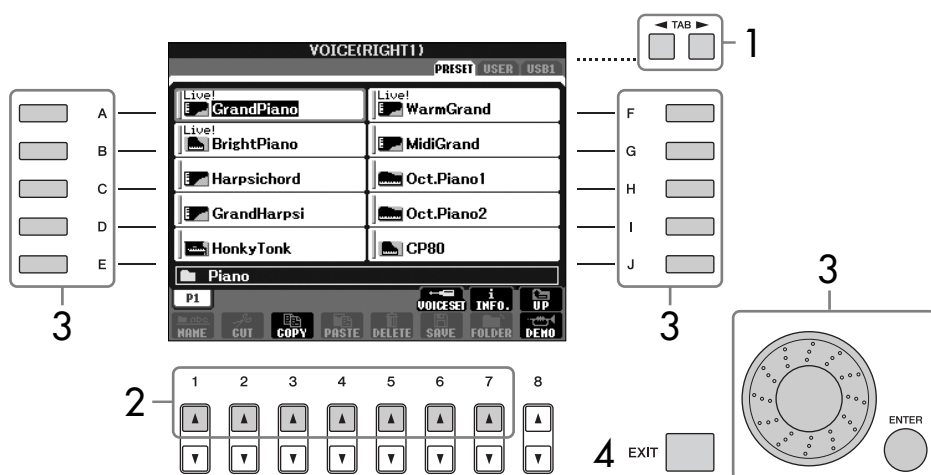 ◄ TAB ►
1
VOICE(RIGHT1)
PRESET USER USB1
A
B
C
D
E
3
Live!
GrandPiano
Live!
WarmGrand
Live!
BrightPiano
MidiGrand
Harpsichord
Oct.Piano1
GrandHarpsi
Oct.Piano2
HonkyTonk
CP80
Piano
P1
VOICESET INFO. UP
NAME CUT COPY PASTE DELETE SAVE FOLDER DEMO
F
G
H
I
J
3
3
1 2 3 4 5 6 7 8
2
4 EXIT
ENTER